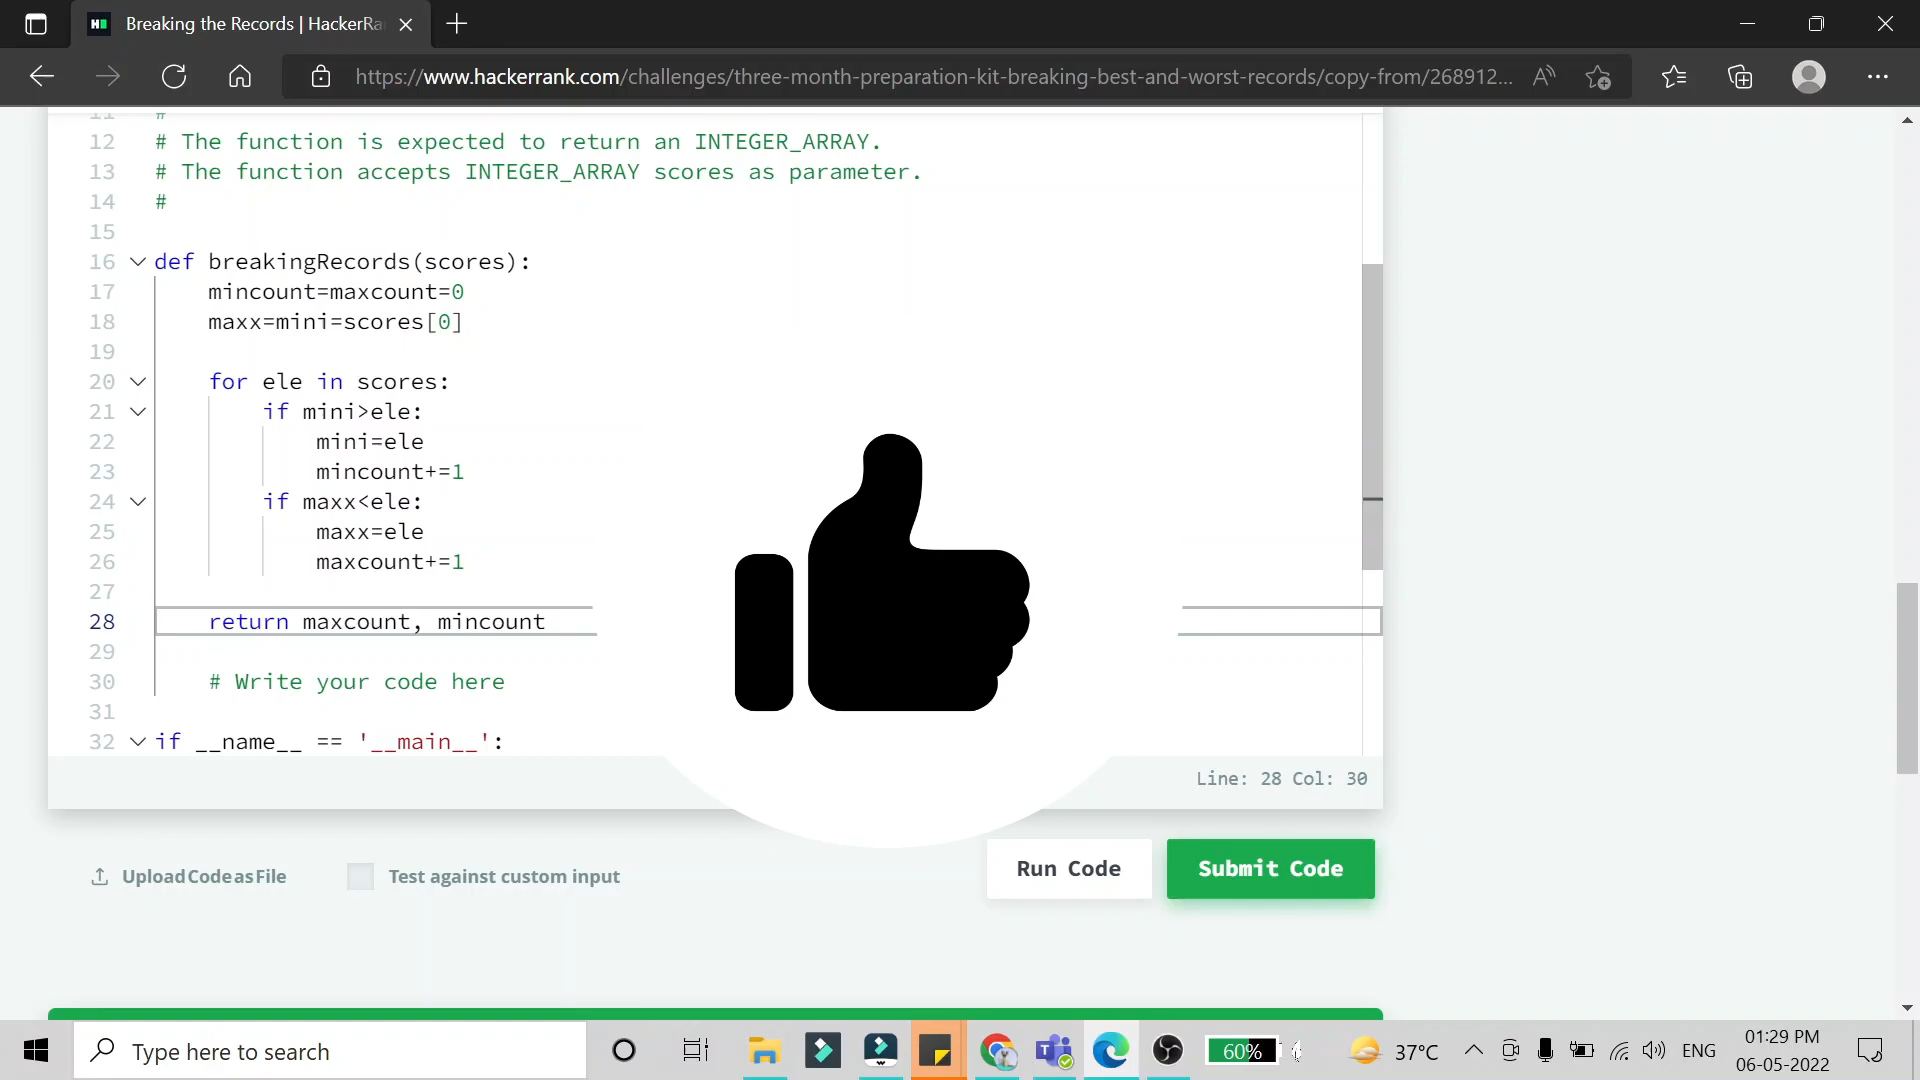 Breaking the Records | HackerRa
https://www.hackerrank.com/challenges/three-month-preparation-kit-breaking-best-and-worst-records/copy-from/268912...
11 #
12 # The function is expected to return an INTEGER_ARRAY.
13 # The function accepts INTEGER_ARRAY scores as parameter.
14 #
15
16 def breakingRecords(scores):
17 mincount=maxcount=0
18 maxx=mini=scores[0]
19
20 for ele in scores:
21 if mini>ele:
22 mini=ele
23 mincount+=1
24 if maxx<ele:
25 maxx=ele
26 maxcount+=1
27
28 return maxcount, mincount
29
30 # Write your code here
31
32 if __name__ == '__main__':
Line: 28 Col: 30
Upload Code as File
Test against custom input
Run Code
Submit Code
Type here to search
60%
37°C
ENG
01:29 PM
06-05-2022